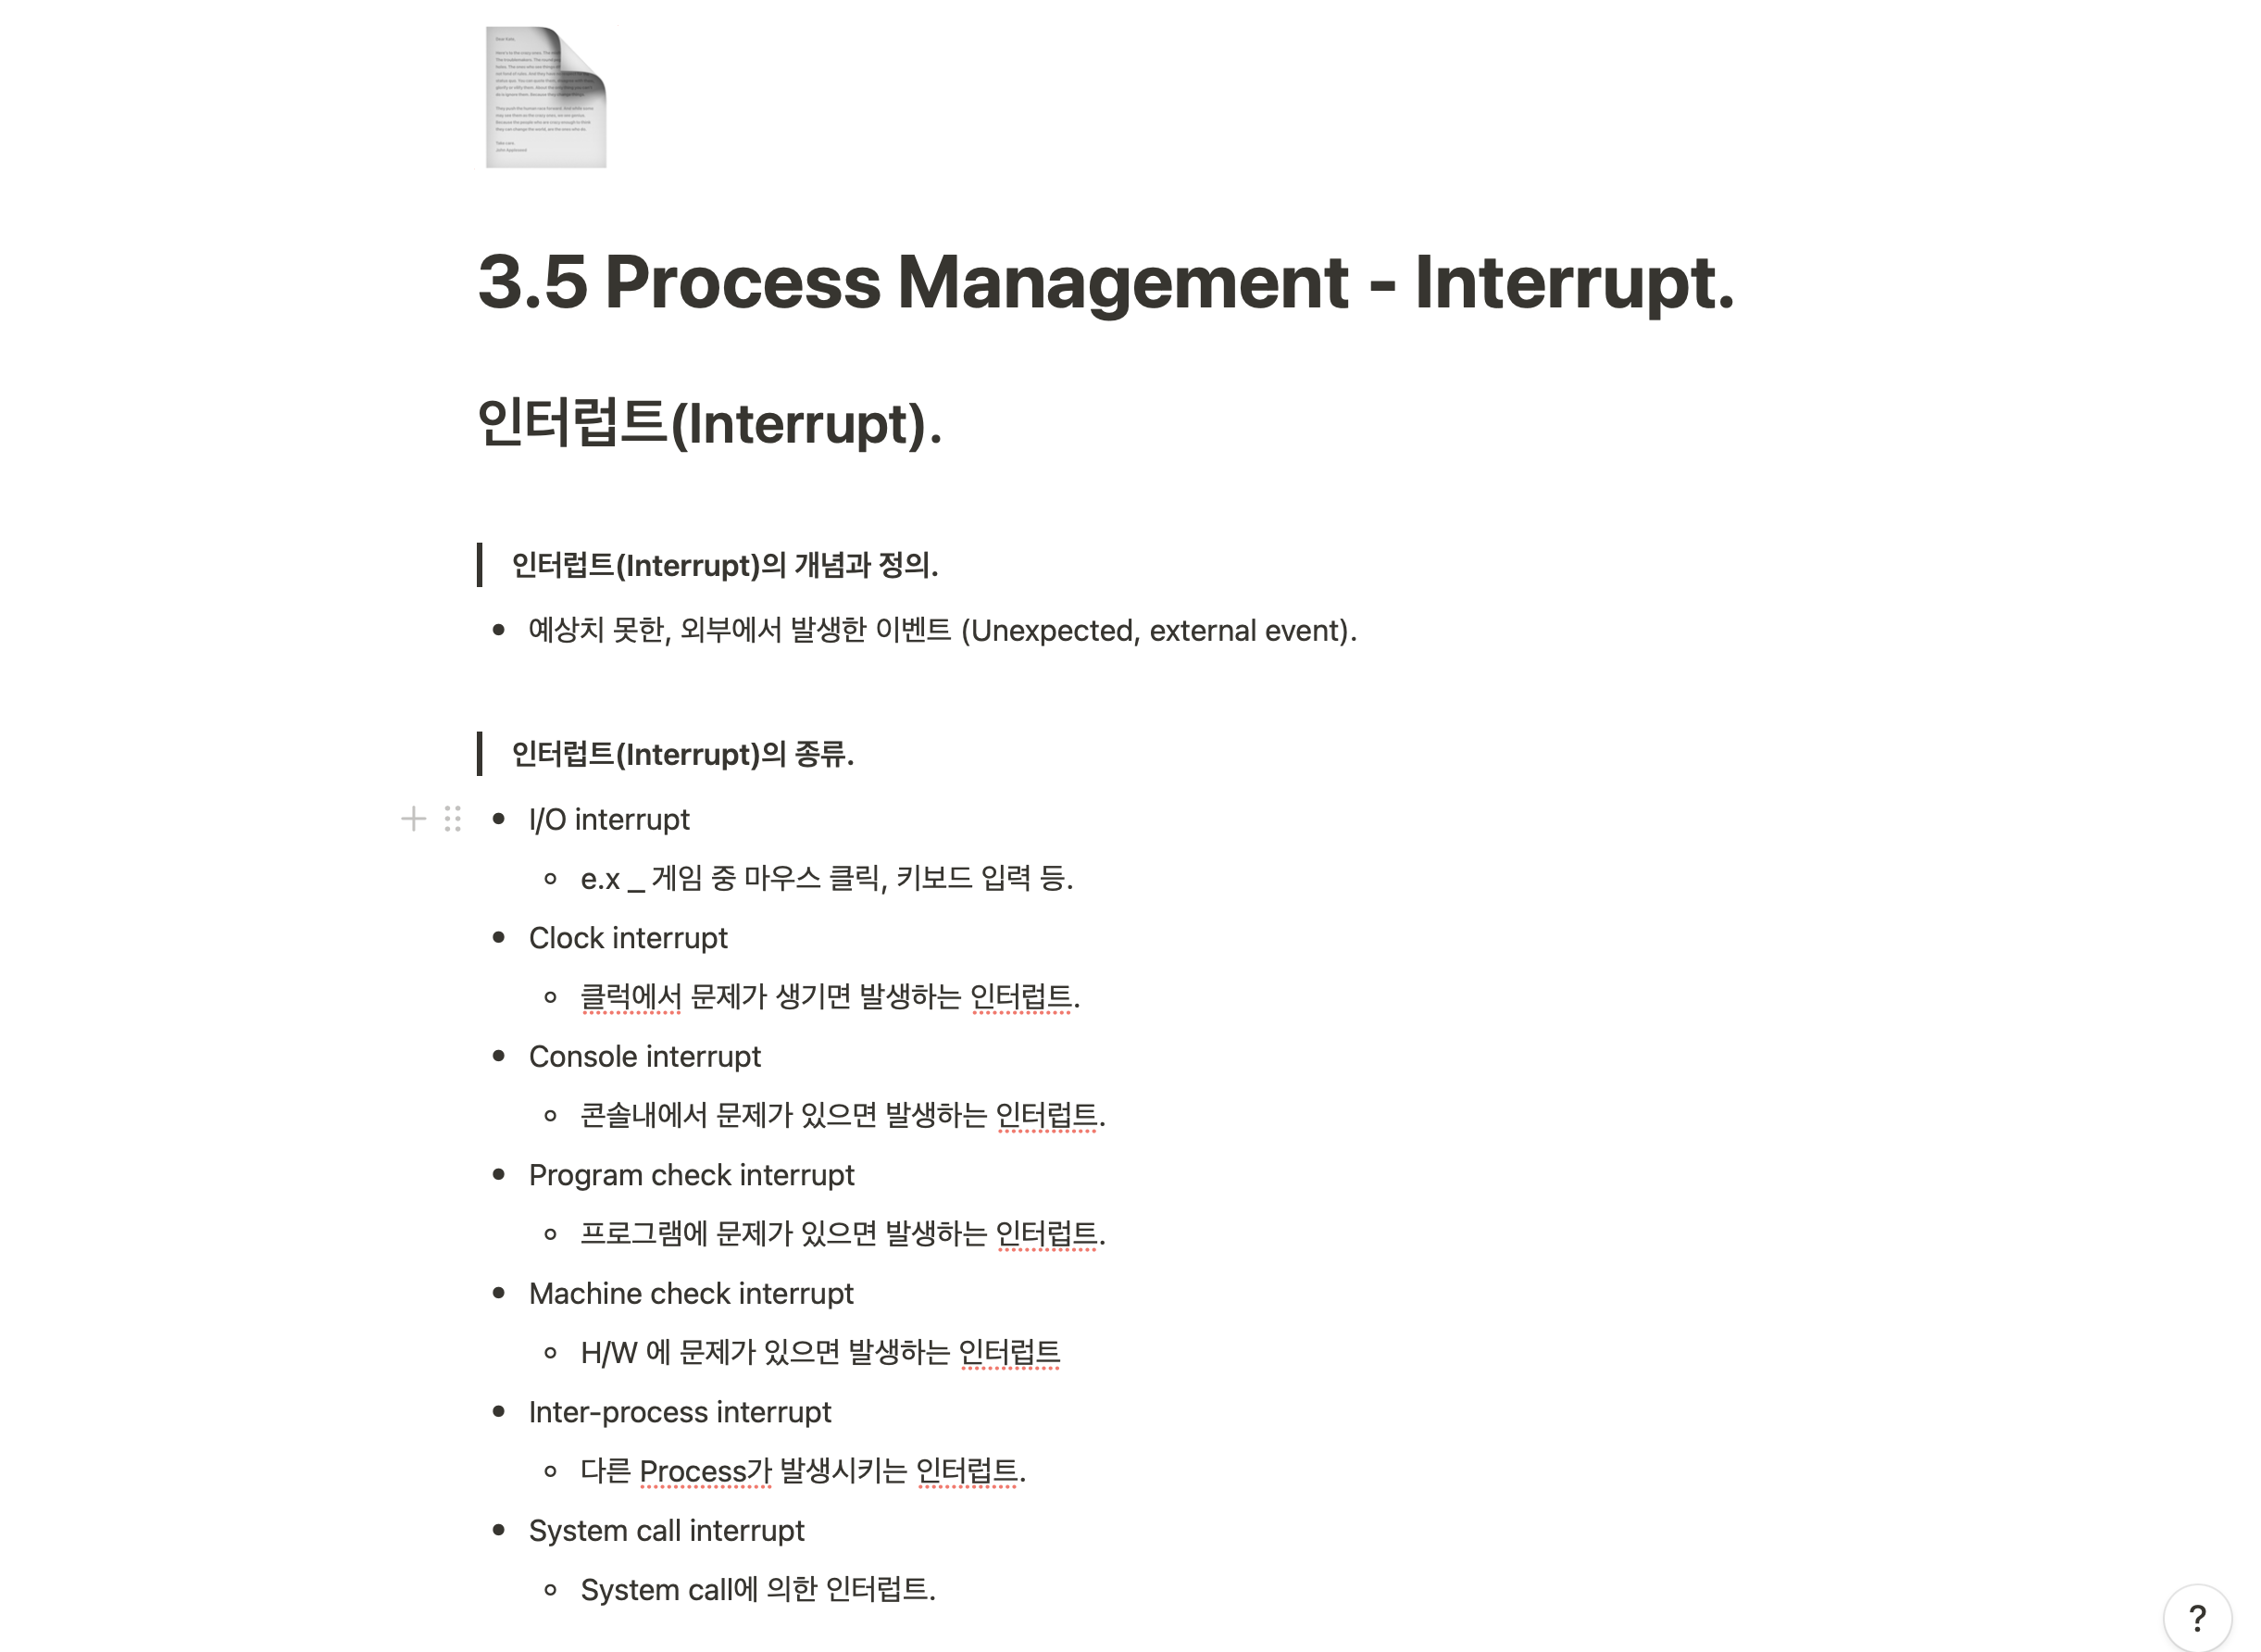 3.5 Process Management - Interrupt.
인터럽트(Interrupt).
인터럽트(Interrupt)의 개념과 정의.
예상치 못한, 외부에서 발생한 이벤트 (Unexpected, external event).
인터럽트(Interrupt)의 종류.
I/O interrupt
e.x _ 게임 중 마우스 클릭, 키보드 입력 등.
Clock interrupt
클럭에서 문제가 생기면 발생하는 인터럽트.
Console interrupt
콘솔내에서 문제가 있으면 발생하는 인터럽트.
Program check interrupt
프로그램에 문제가 있으면 발생하는 인터럽트.
Machine check interrupt
H/W 에 문제가 있으면 발생하는 인터럽트
Inter-process interrupt
다른 Process가 발생시키는 인터럽트.
System call interrupt
System call에 의한 인터럽트.
?